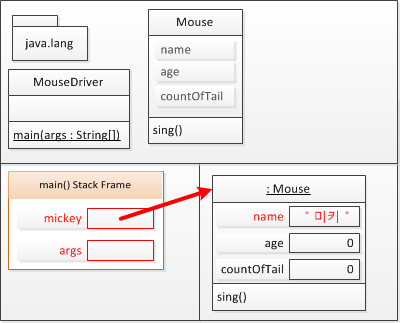 java.lang
MouseDriver
main(args : String[])
Mouse
name
age
countOfTail
sing()
main() Stack Frame
mickey
args
: Mouse
name " 미키 "
age 0
countOfTail 0
sing()